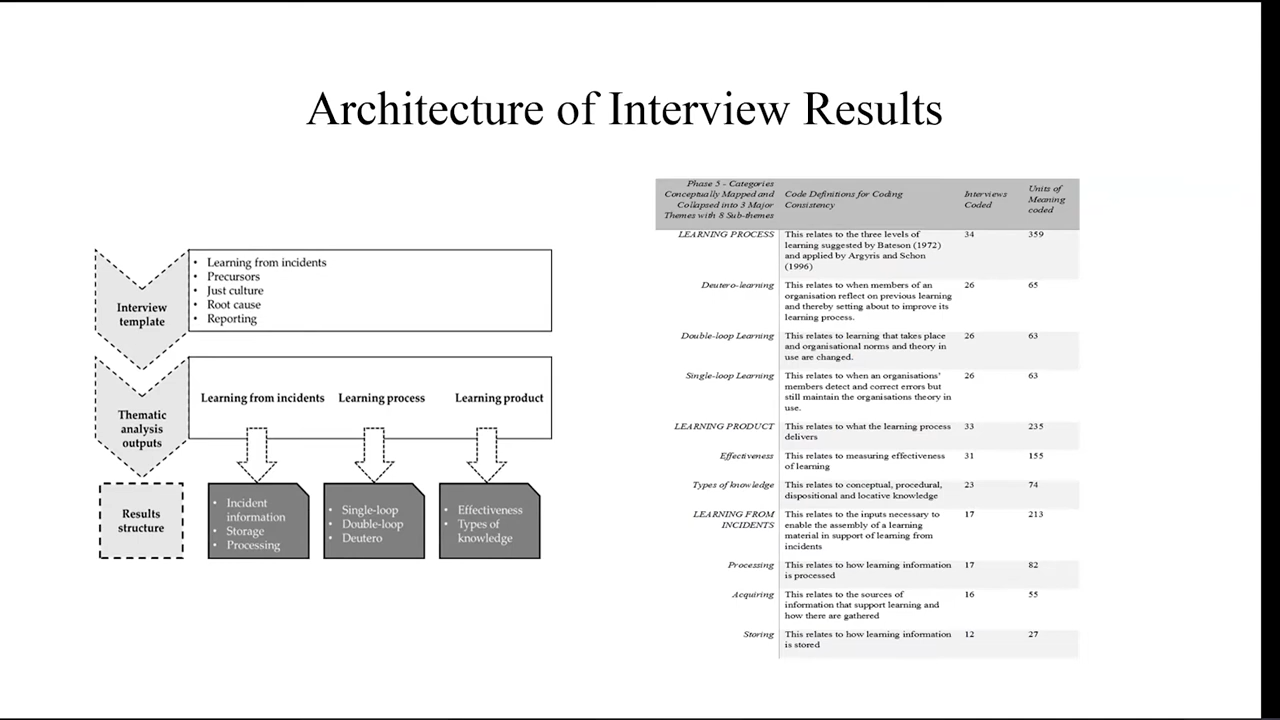 Architecture of Interview Results
Interview
template
• Learning from incidents
• Precursors
• Just culture
• Root cause
• Reporting
Thematic
analysis
outputs
Learning from incidents Learning process Learning product
Results
structure
• Incident
information
• Storage
• Processing
• Single-loop
• Double-loop
• Deutero
• Effectiveness
• Types of
knowledge
Phase 5 - Categories
Conceptually Mapped and
Collapsed into 3 Major
Themes with 8 Sub-themes
Code Definitions for Coding
Consistency
Interviews
Coded
Units of
Meaning
coded
LEARNING PROCESS This relates to the three levels of 34 359
learning suggested by Bateson (1972)
and applied by Argyris and Schon
(1996)
Deutero-learning This relates to when members of an 26 65
organisation reflect on previous learning
and thereby setting about to improve its
learning process.
Double-loop Learning This relates to learning that takes place 26 63
and organisational norms and theory in
use are changed.
Single-loop Learning This relates to when an organisations' 26 63
members detect and correct errors but
still maintain the organisations theory in
use.
LEARNING PRODUCT This relates to what the learning process 33 235
delivers
Effectiveness This relates to measuring effectiveness 31 155
of learning
Types of knowledge This relates to conceptual, procedural, 23 74
dispositional and locative knowledge
LEARNING FROM This relates to the inputs necessary to 17 213
INCIDENTS enable the assembly of a learning
material in support of learning from
incidents
Processing This relates to how learning information 17 82
is processed
Acquiring This relates to the sources of 16 55
information that support learning and
how there are gathered
Storing This relates to how learning information 12 27
is stored